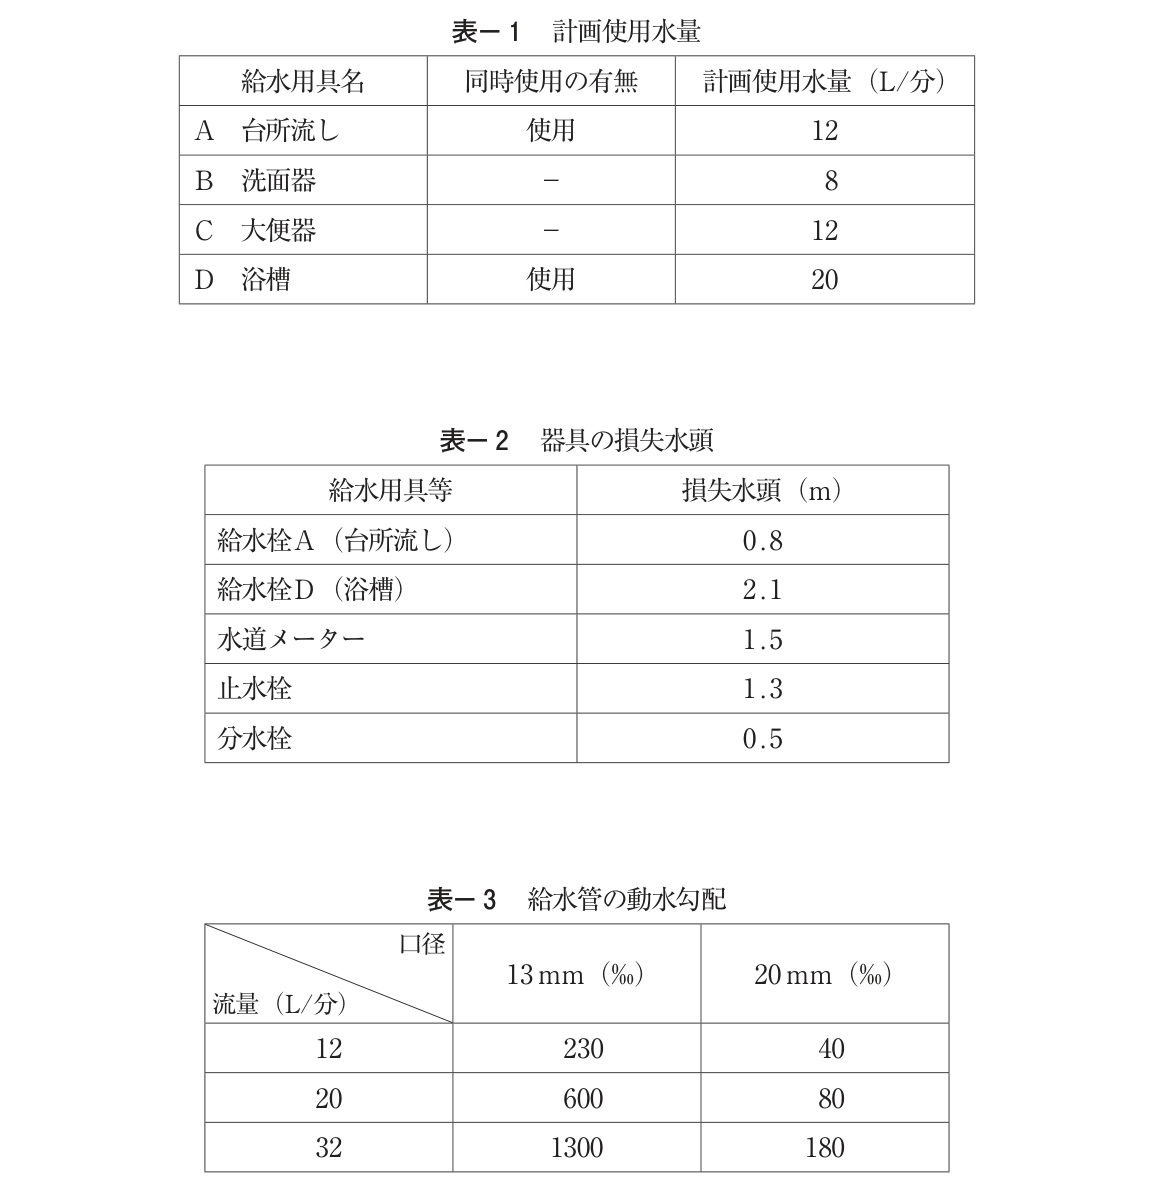 表－1　計画使用水量
給水用具名　同時使用の有無　計画使用水量（L/分）
A　台所流し　使用　12
B　洗面器　－　8
C　大便器　－　12
D　浴槽　使用　20
表－2　器具の損失水頭
給水用具等　損失水頭（m）
給水栓A（台所流し）　0.8
給水栓D（浴槽）　2.1
水道メーター　1.5
止水栓　1.3
分水栓　0.5
表－3　給水管の動水勾配
口径
流量（L/分）　13 mm（‰）　20 mm（‰）
12　230　40
20　600　80
32　1300　180